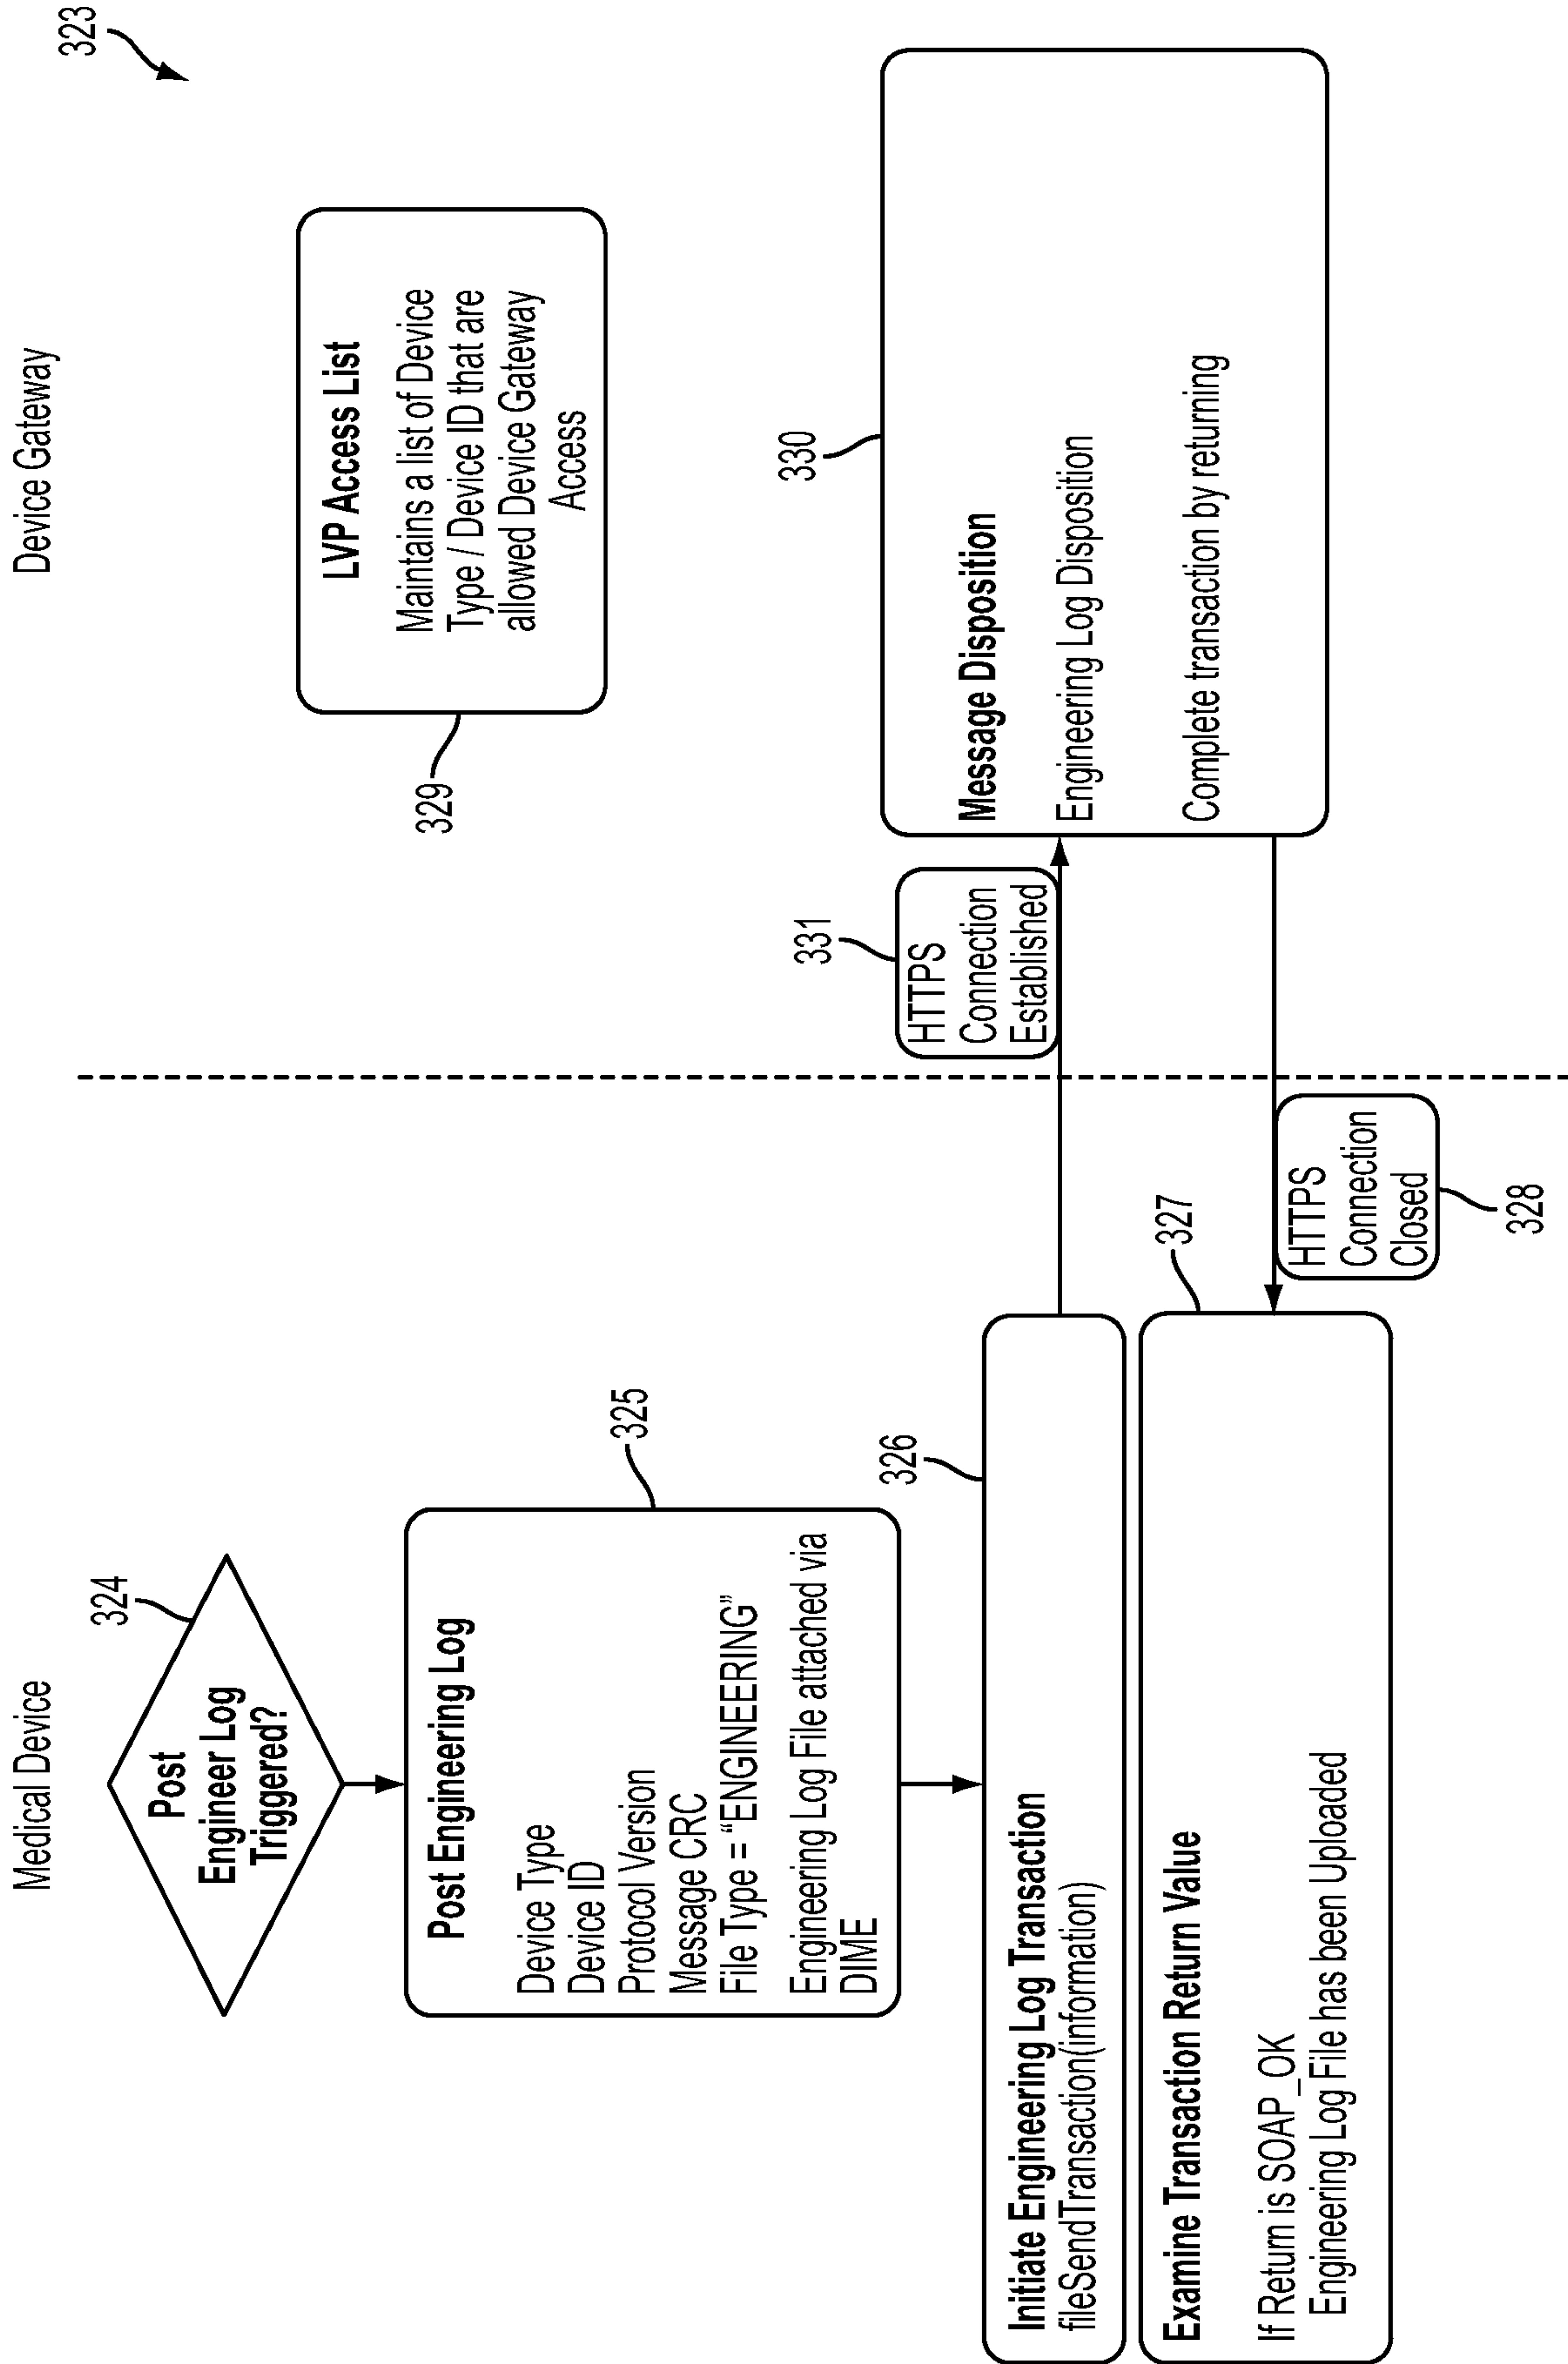 Medical Device
Device Gateway
323
324
Post
Engineer Log
Triggered?
325
Post Engineering Log
Device Type
Device ID
Protocol Version
Message CRC
File Type = “ENGINEERING”
Engineering Log File attached via
DIME
326
Initiate Engineering Log Transaction
fileSendTransaction(information)
327
Examine Transaction Return Value
If Return is SOAP_OK
Engineering Log File has been Uploaded
HTTPS
Connection
Closed
328
LVP Access List
Maintains a list of Device
Type / Device ID that are
allowed Device Gateway
Access
329
331
HTTPS
Connection
Established
330
Message Disposition
Engineering Log Disposition
Complete transaction by returning